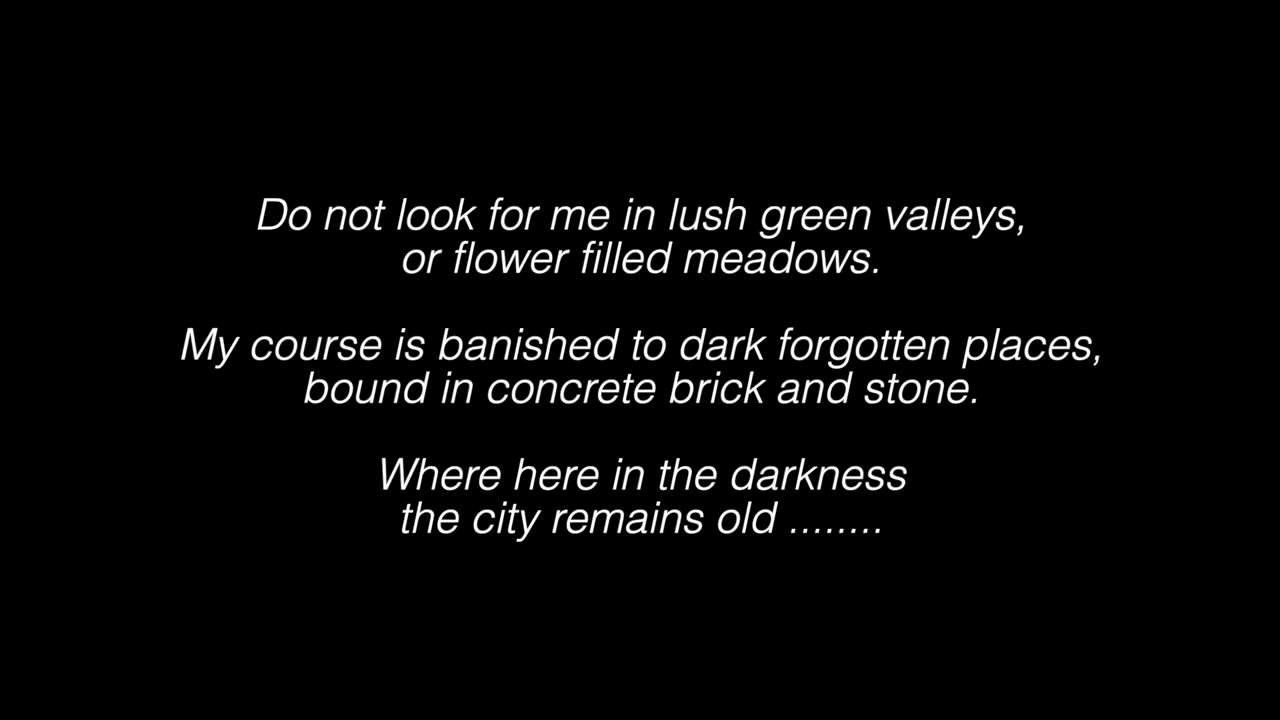 Do not look for me in lush green valleys,
or flower filled meadows.
My course is banished to dark forgotten places,
bound in concrete brick and stone.
Where here in the darkness
the city remains old ........